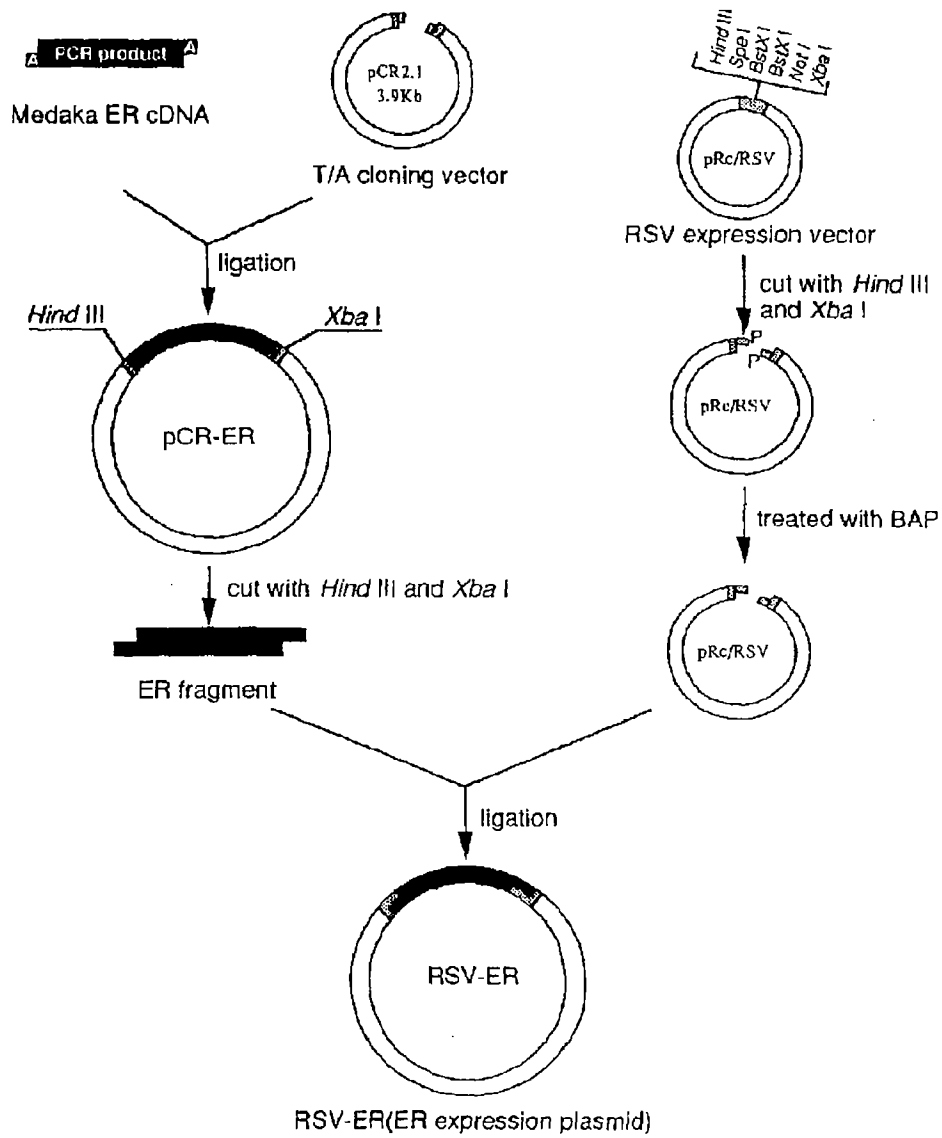 A PCR product A
Medaka ER cDNA
pCR2.1
3.9Kb
T/A cloning vector
Hind III
Spe I
BstX I
BstX I
Not I
Xba I
pRc/RSV
RSV expression vector
ligation
cut with Hind III
and Xba I
Hind III
Xba I
pCR-ER
P
P
pRc/RSV
treated with BAP
cut with Hind III and Xba I
pRc/RSV
ER fragment
ligation
RSV-ER
RSV-ER(ER expression plasmid)